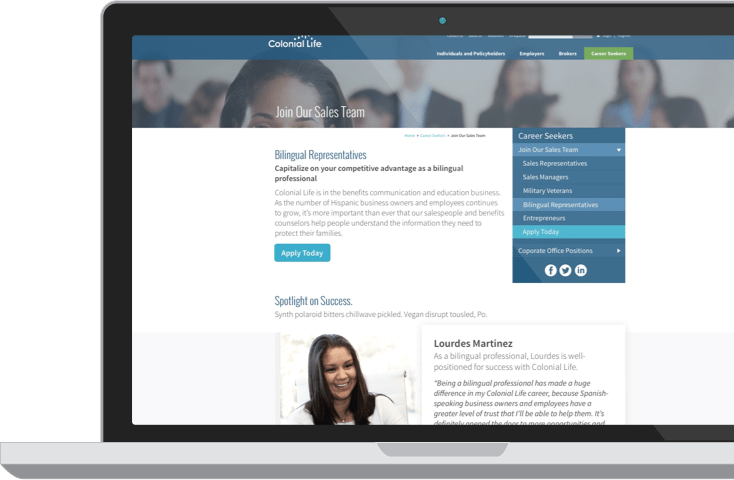 Colonial Life
Individuals and Policyholders Employers Brokers Career Seekers
Join Our Sales Team
Home > Career Seekers > Join Our Sales Team
Bilingual Representatives
Capitalize on your competitive advantage as a bilingual
professional
Colonial Life is in the benefits communication and education business.
As the number of Hispanic business owners and employees continues
to grow, it's more important than ever that our salespeople and benefits
counselors help people understand the information they need to
protect their families.
Apply Today
Career Seekers
Join Our Sales Team
Sales Representatives
Sales Managers
Military Veterans
Bilingual Representatives
Entrepreneurs
Apply Today
Coporate Office Positions
Spotlight on Success.
Synth polaroid bitters chillwave pickled. Vegan disrupt tousled, Po.
Lourdes Martinez
As a bilingual professional, Lourdes is well-
positioned for success with Colonial Life.
"Being a bilingual professional has made a huge
difference in my Colonial Life career, because Spanish-
speaking business owners and employees have a
greater level of trust that I'll be able to help them. It's
definitely opened the door to more opportunities and